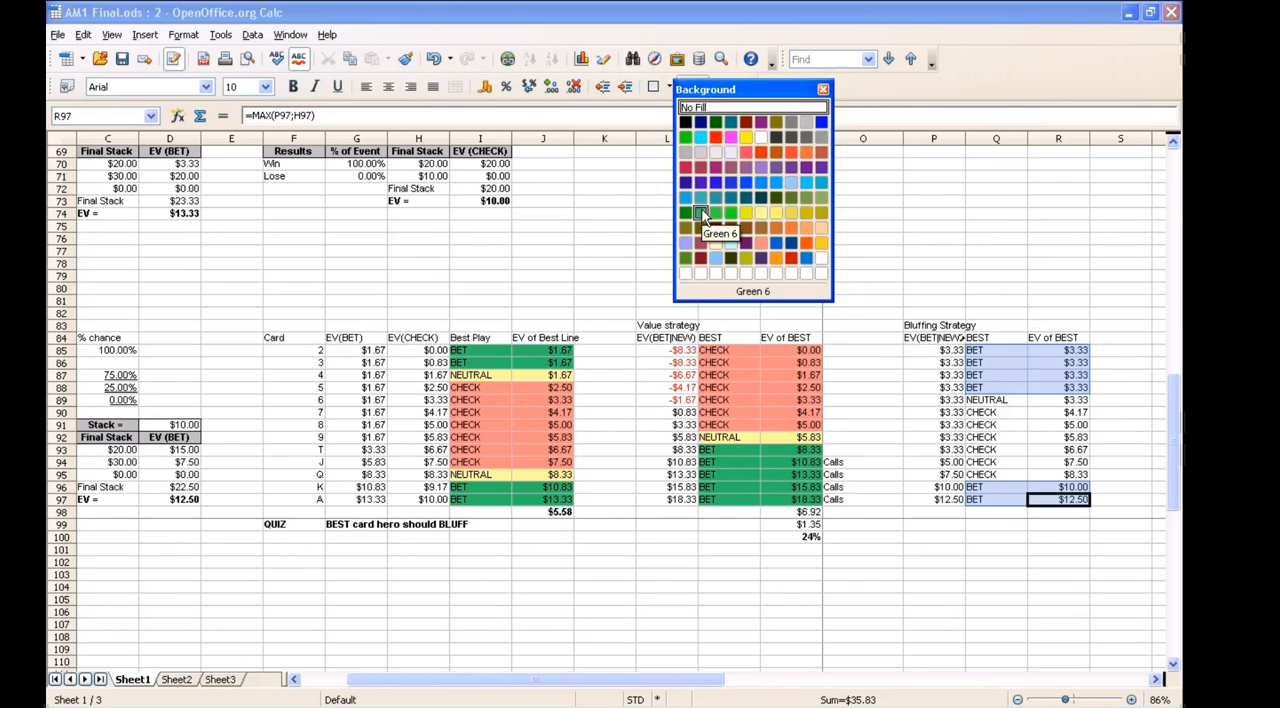 AM1 Final.ods : 2 - OpenOffice.org Calc
File Edit View Insert Format Tools Data Window Help
Find
Arial 10 B I U
Background
R97 =MAX(P97;H97)
No Fill
C D E F G H I J K L P Q R S
69 Final Stack EV (BET) Results % of Event Final Stack EV (CHECK)
70 $20.00 $3.33 Win 100.00% $20.00 $20.00
71 $30.00 $20.00 Lose 0.00% $10.00 $0.00
72 $0.00 $0.00 Final Stack $20.00
73 Final Stack $23.33 H = EV = $10.00
74 EV = $13.33
75
76
Green 6
77
78
79
80
Green 6
81
82
83 Value strategy Bluffing Strategy
84 % chance Card EV(BET) EV(CHECK) Best Play EV of Best Line EV(BET|NEW) BEST EV of BEST EV(BET|NEW BEST EV of BEST
85 100.00% 2 $1.67 $0.00 BET $1.67 -$8.33 CHECK $0.00 $3.33 BET $3.33
86 3 $1.67 $0.83 BET $1.67 -$8.33 CHECK $0.83 $3.33 BET $3.33
87 75.00% 4 $1.67 $1.67 NEUTRAL $1.67 -$6.67 CHECK $1.67 $3.33 BET $3.33
88 25.00% 5 $1.67 $2.50 CHECK $2.50 -$4.17 CHECK $2.50 $3.33 BET $3.33
89 0.00% 6 $1.67 $3.33 CHECK $3.33 -$1.67 CHECK $3.33 $3.33 NEUTRAL $3.33
90 7 $1.67 $4.17 CHECK $4.17 $0.83 CHECK $4.17 $3.33 CHECK $4.17
91 Stack = $10.00 8 $1.67 $5.00 CHECK $5.00 $3.33 CHECK $5.00 $3.33 CHECK $5.00
92 Final Stack EV (BET) 9 $1.67 $5.83 CHECK $5.83 $5.83 NEUTRAL $5.83 $3.33 CHECK $5.83
93 $20.00 $15.00 T $3.33 $6.67 CHECK $6.67 $8.33 BET $8.33 $3.33 CHECK $6.67
94 $30.00 $7.50 J $5.83 $7.50 CHECK $7.50 $10.83 BET $10.83 Calls $5.00 CHECK $7.50
95 $0.00 $0.00 Q $8.33 $8.33 NEUTRAL $8.33 $13.33 BET $13.33 Calls $7.50 CHECK $8.33
96 Final Stack $22.50 K $10.83 $9.17 BET $10.83 $15.83 BET $15.83 Calls $10.00 BET $10.00
97 EV = $12.50 A $13.33 $10.00 BET $13.33 $18.33 BET $18.33 Calls $12.50 BET $12.50
98 $5.58 $6.92
99 QUIZ BEST card hero should BLUFF $1.35
100 24%
101
102
103
104
105
106
107
108
109
110
Sheet1 Sheet2 Sheet3
Sheet 1 / 3 Default STD * Sum=$35.83 86%